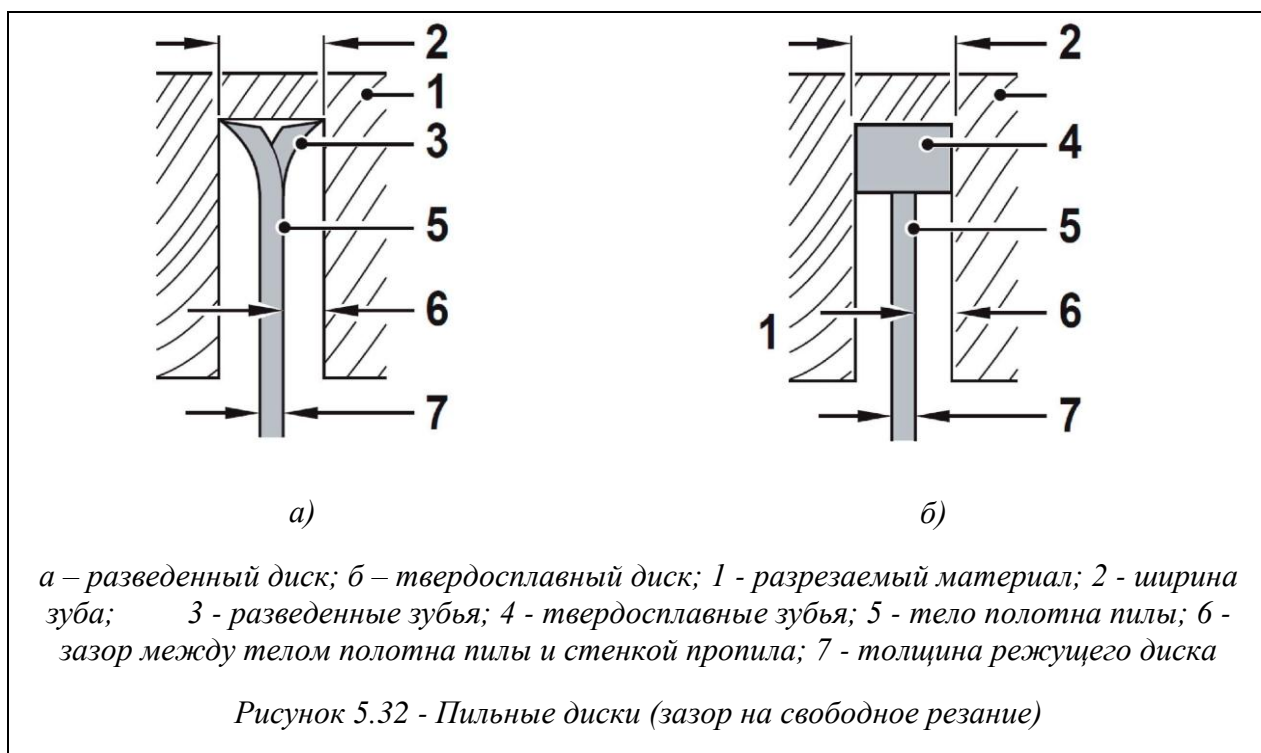 2
1
3
5
6
7
а)
2
4
5
1
6
7
б)
а – разведенный диск; б – твердосплавный диск; 1 - разрезаемый материал; 2 - ширина
зуба; 3 - разведенные зубья; 4 - твердосплавные зубья; 5 - тело полотна пилы; 6 -
зазор между телом полотна пилы и стенкой пропила; 7 - толщина режущего диска
Рисунок 5.32 - Пильные диски (зазор на свободное резание)